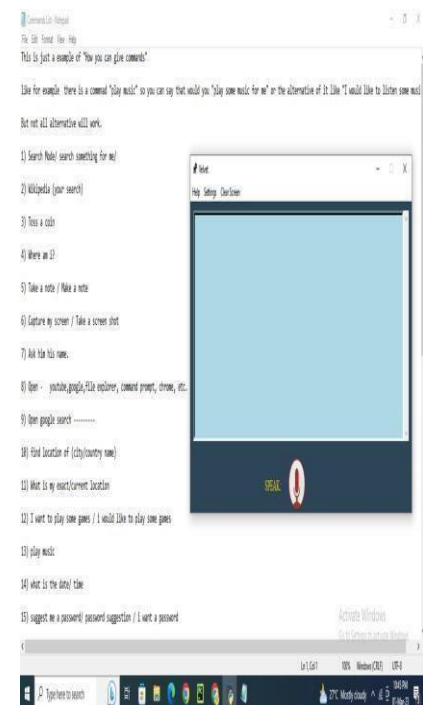 Commands List - Notepad
File Edit Format View Help
This is just a example of "How you can give commands"
like for example there is a commad "play music" so you can say that would you "play some music for me" or the alternative of it like "I would like to listen some musi
But not all alternative will work.
1) Search Mode/ search something for me/
2) Wikipedia (your search)
3) Toss a coin
4) Where am i?
5) Take a note / Make a note
6) Capture my screen / Take a screen shot
7) Ask him his name.
8) Open - youtube,google,file explorer, command prompt, chrome, etc.
9) Open google search ---------
10) find location of (city/country name)
11) What is my exact/current location
12) I want to play some games / i would like to play some games
13) play music
14) what is the date/ time
15) suggest me a password/ password suggestion / I want a password
Velvet
Help Settings Clear Screen
SPEAK
Activate Windows
Go to Settings to activate Windows.
Ln 1, Col 1 100% Windows (CRLF) UTF-8
Type here to search
27°C Mostly cloudy